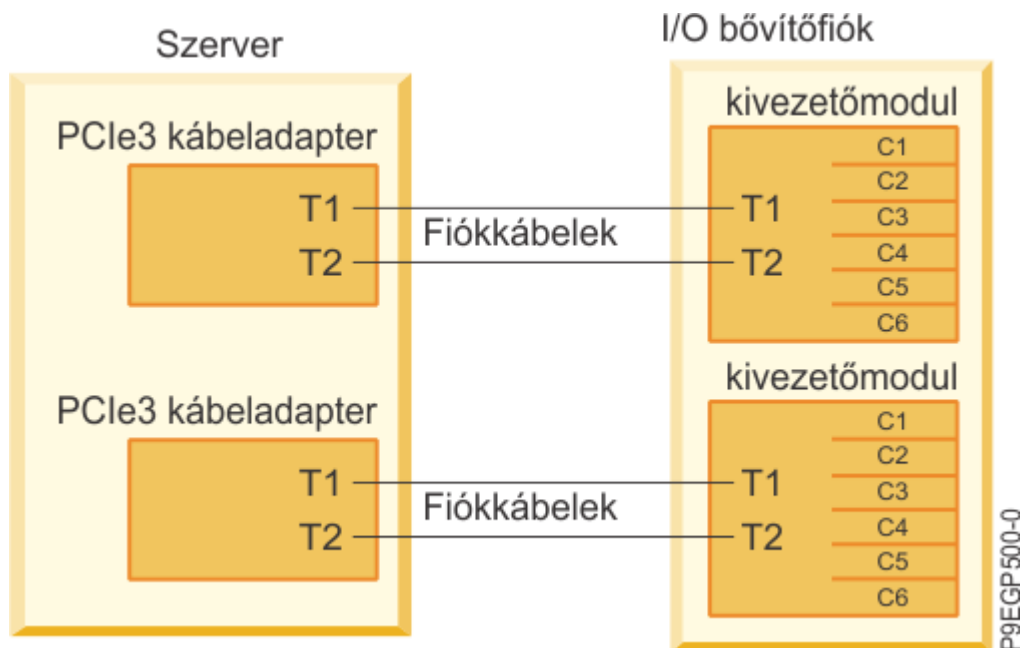 Szerver
I/O bővítőfiók
PCIe3 kábeladapter
T1
T2
Fiókkábelek
kivezetőmodul
T1
T2
C1
C2
C3
C4
C5
C6
PCIe3 kábeladapter
T1
T2
Fiókkábelek
kivezetőmodul
T1
T2
C1
C2
C3
C4
C5
C6
P9EGP500-0